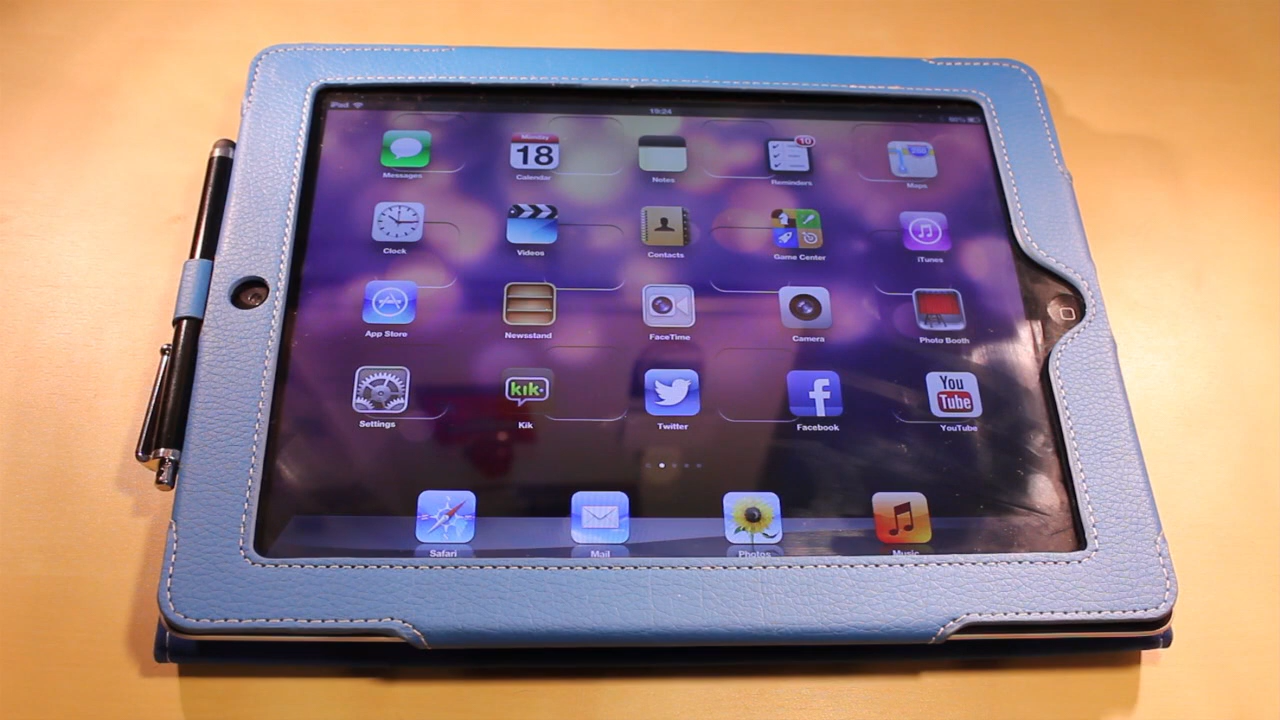 iPad 19:24
Monday 10
18 360
Messages Calendar Notes Reminders Maps
Clock Videos Contacts Game Center iTunes
App Store Newsstand FaceTime Camera Photo Booth
kik· f You Tube
Settings Kik Twitter Facebook YouTube
Safari Mail Photos Music